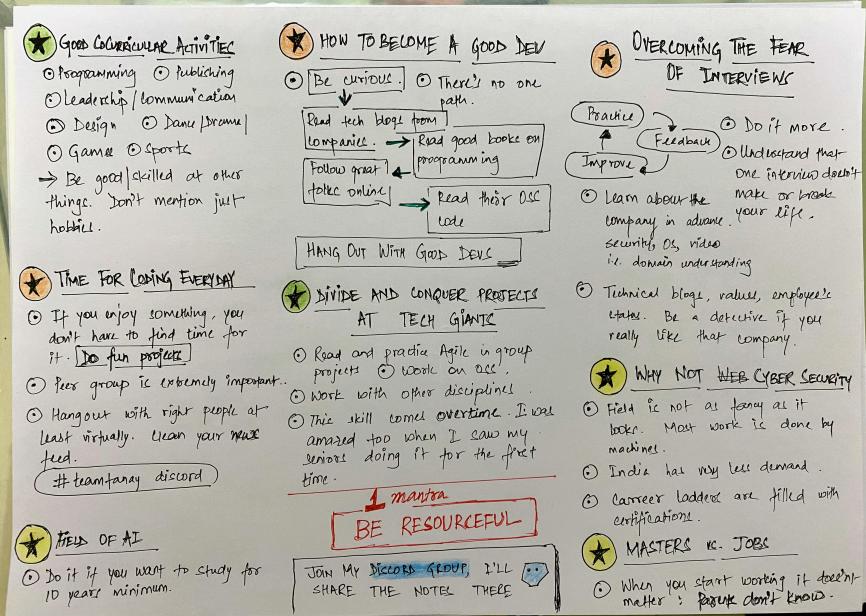 GOOD COCURRICULAR ACTIVITIES
Programming Publishing
Leadership/Communication
Design Dance/Drama/
Games Sports
→ Be good/skilled at other
things. Don't mention just
hobbies.
TIME FOR CODING EVERYDAY
If you enjoy something, you
don't have to find time for
it. Do fun projects
Peer group is extremely important..
Hangout with right people at
least virtually. Clean your news
feed.
#teamtanay discord
FIELD OF AI
Do it if you want to study for
10 years minimum.
HOW TO BECOME A GOOD DEV
Be curious. There's no one
path.
Read tech blogs from
companies. → Read good books on
programming
Follow great
folks online
Read their OSS
code
HANG OUT WITH GOOD DEVS
DIVIDE AND CONQUER PROJECTS
AT TECH GIANTS
Read and practice Agile in group
projects Work on OSS.
Work with other disciplines.
This skill comes overtime. I was
amazed too when I saw my
seniors doing it for the first
time.
1 mantra
BE RESOURCEFUL
JOIN MY DISCORD GROUP, I'LL
SHARE THE NOTES THERE
OVERCOMING THE FEAR
OF INTERVIEWS
Practice
Feedback
Improve
Do it more.
Understand that
one interview doesn't
make or break
your life.
Learn about the
company in advance.
security, OS, video
i.e. domain understanding
Technical blogs, values, employee's
states. Be a detective if you
really like that company.
WHY NOT WEB CYBER SECURITY
Field is not as fancy as it
looks. Most work is done by
machines.
India has very less demand.
Carreer ladders are filled with
certifications.
MASTERS vs. JOBS
When you start working it doesn't
matter : Parents don't know.